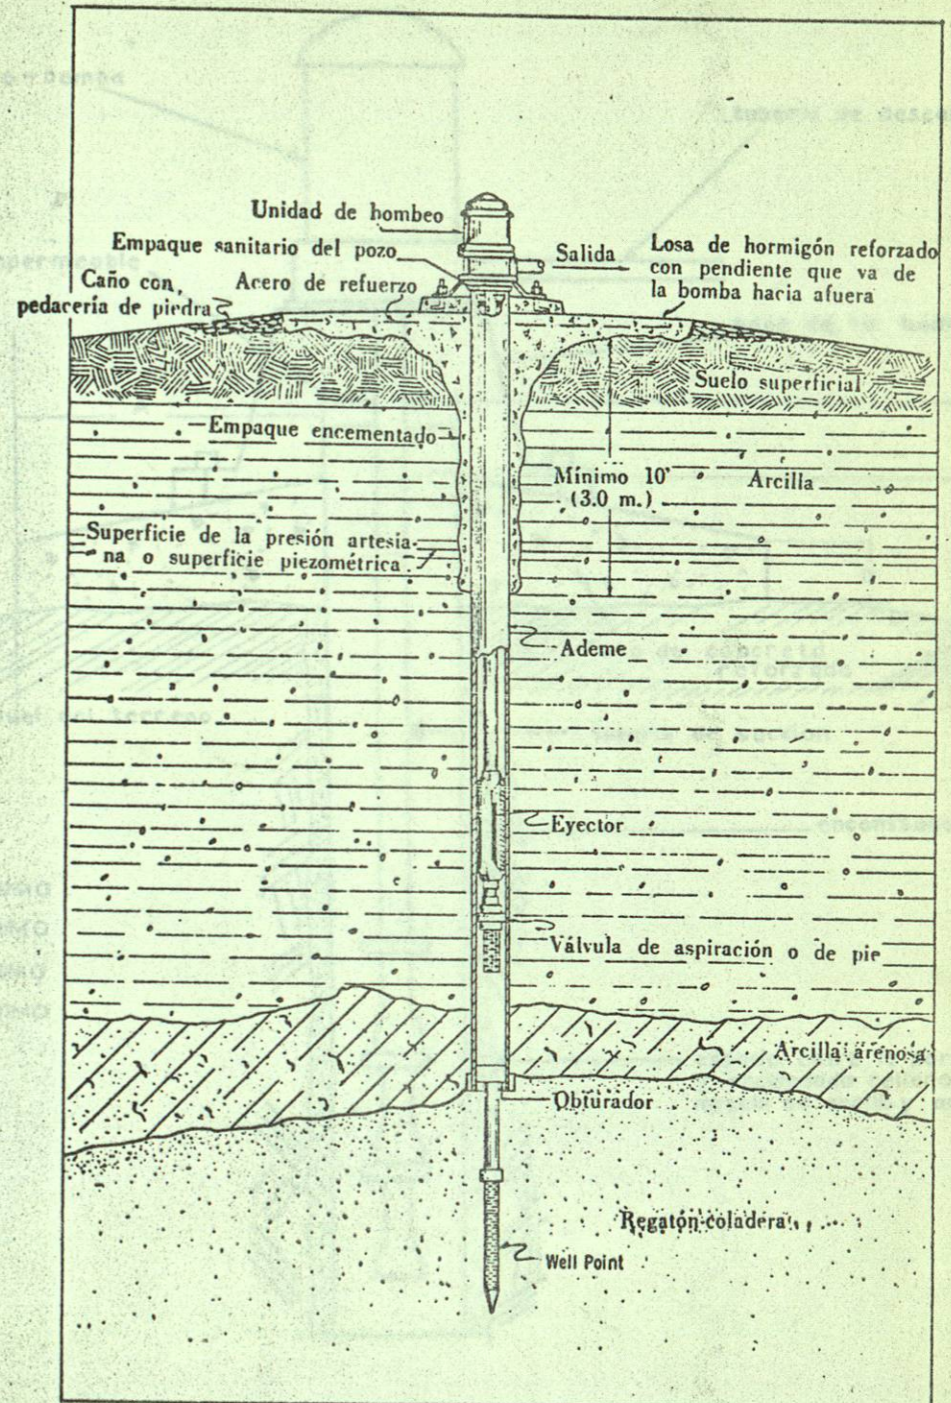 Unidad de bombeo
Empaque sanitario del pozo
Salida
Losa de hormigón reforzado
con pendiente que va de
la bomba hacia afuera
Caño con,
pedacería de piedra
Acero de refuerzo
Suelo superficial
Empaque encementado
Mínimo 10'
(3.0 m.)
Arcilla
Superficie de la presión artesia-
na o superficie piezométrica
Ademe
Eyector
Válvula de aspiración o de pie
Arcilla arenosa
Obturador
Regatón-coladera
Well Point